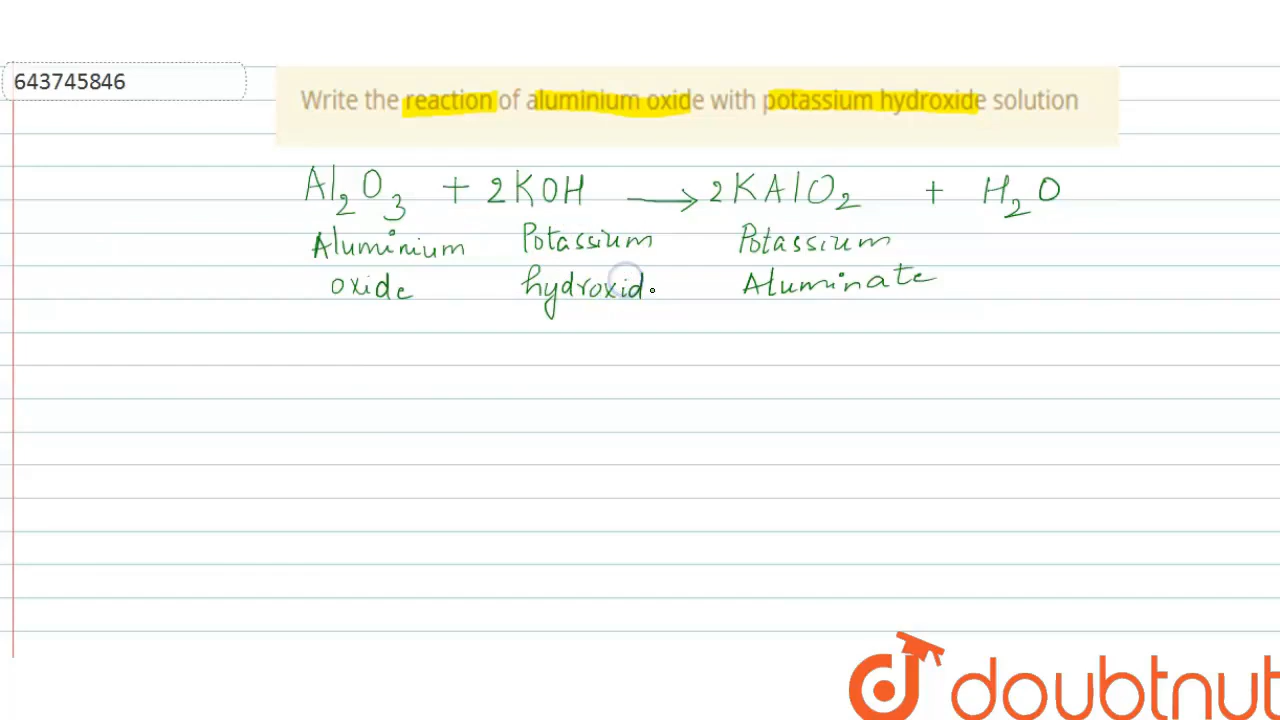 643745846
Write the reaction of aluminium oxide with potassium hydroxide solution
Al₂O₃ + 2KOH → 2KAlO₂ + H₂O
Aluminium Potassium Potassium
oxide hydroxid. Aluminate
doubtnut